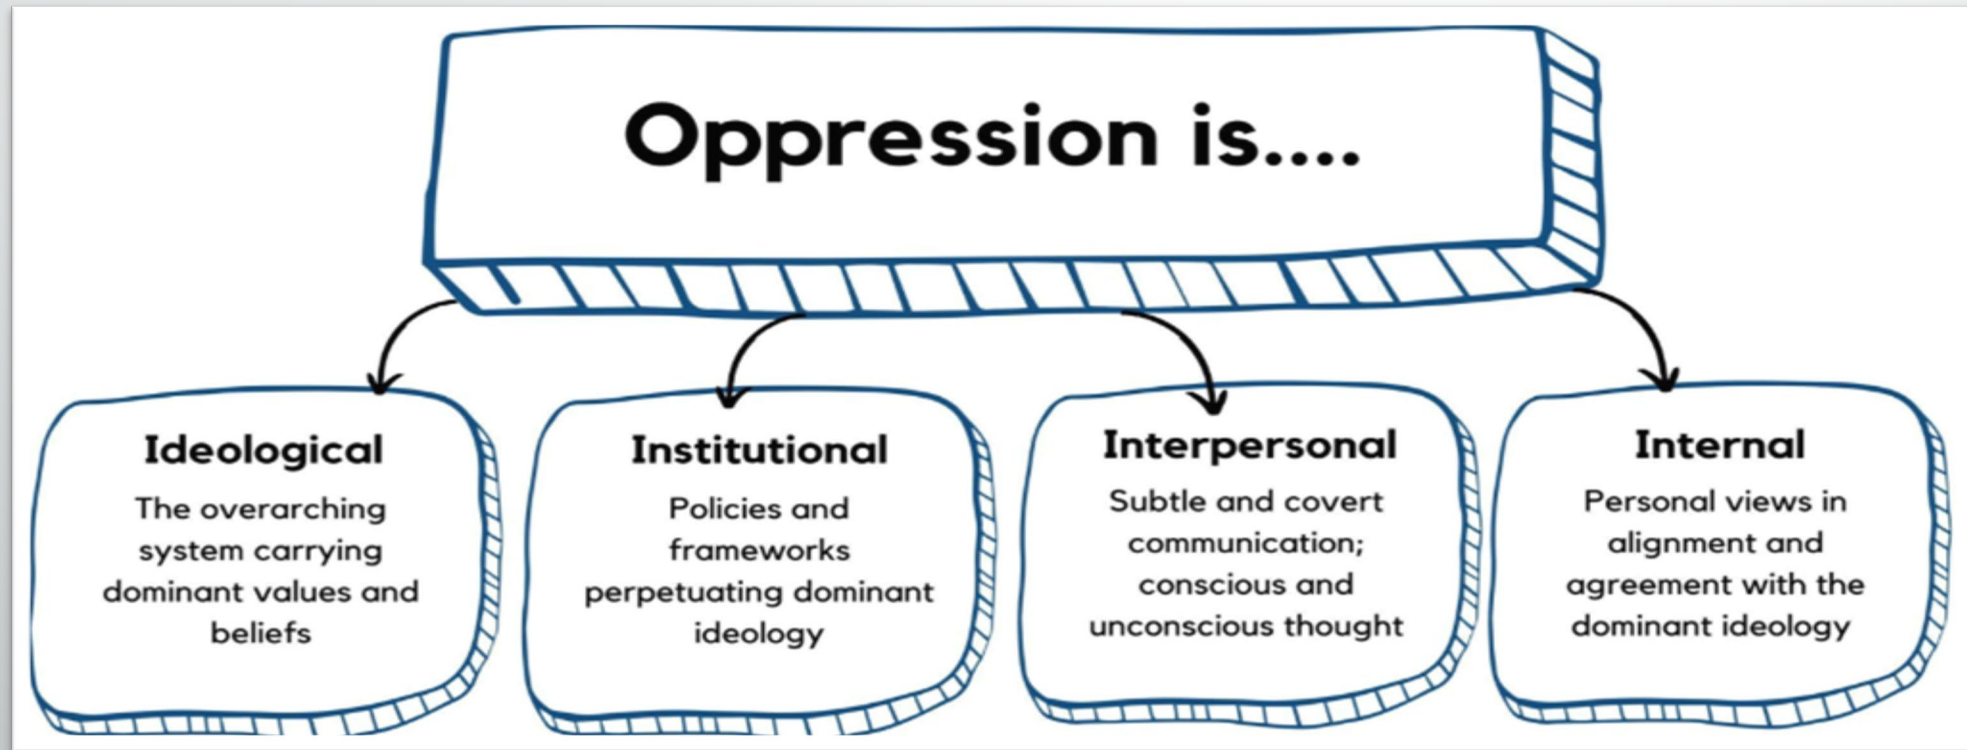 Oppression is....
Ideological
The overarching
system carrying
dominant values and
beliefs
Institutional
Policies and
frameworks
perpetuating dominant
ideology
Interpersonal
Subtle and covert
communication;
conscious and
unconscious thought
Internal
Personal views in
alignment and
agreement with the
dominant ideology